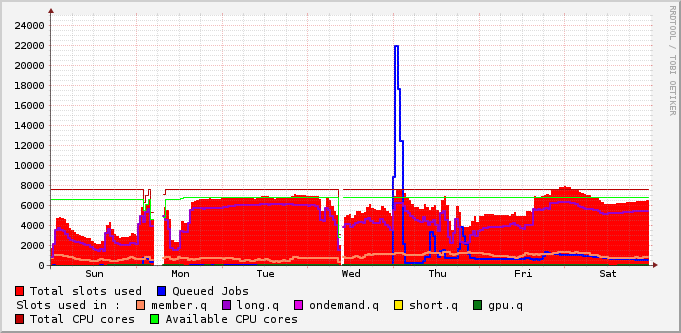 RRDTOOL / TOBI OETIKER
24000
22000
20000
18000
16000
14000
12000
10000
8000
6000
4000
2000
0
Sun Mon Tue Wed Thu Fri Sat
Total slots used Queued Jobs
Slots used in : member.q long.q ondemand.q short.q gpu.q
Total CPU cores Available CPU cores